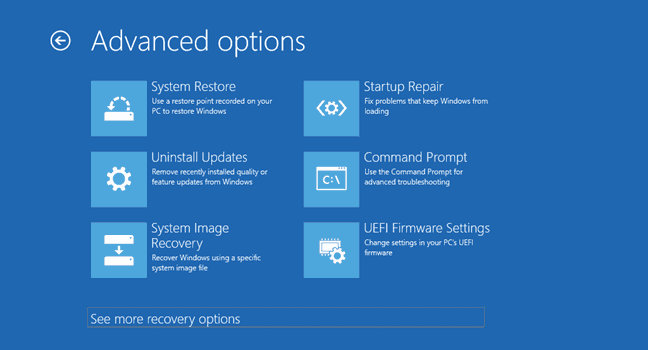 Advanced options
System Restore
Use a restore point recorded on your
PC to restore Windows
Startup Repair
Fix problems that keep Windows from
loading
Uninstall Updates
Remove recently installed quality or
feature updates from Windows
C:\
Command Prompt
Use the Command Prompt for
advanced troubleshooting
System Image
Recovery
Recover Windows using a specific
system image file
UEFI Firmware Settings
Change settings in your PC's UEFI
firmware
See more recovery options